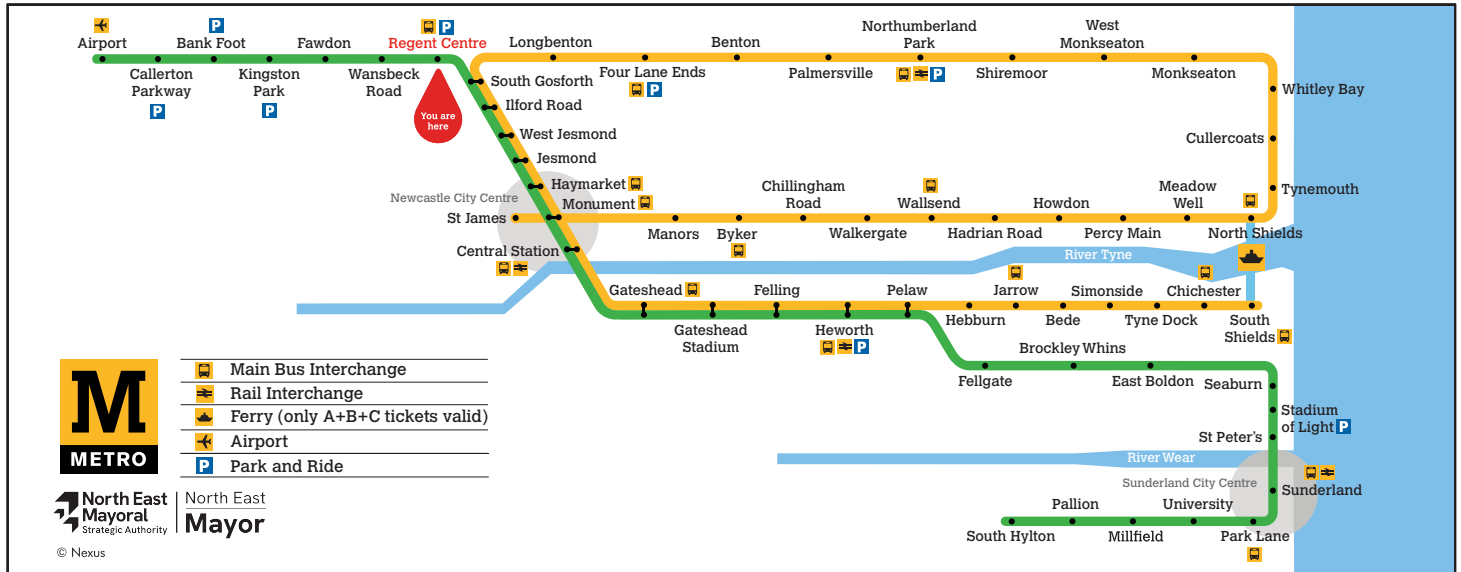 Airport
Callerton
Parkway
P
Bank Foot
P
Kingston
Park
P
Fawdon
Wansbeck
Road
P
Regent Centre
You are
here
South Gosforth
Ilford Road
West Jesmond
Jesmond
Haymarket
Newcastle City Centre
Monument
St James
Central Station
Longbenton
Four Lane Ends
P
Benton
Palmersville
Northumberland
Park
P
Shiremoor
West
Monkseaton
Monkseaton
Whitley Bay
Cullercoats
Tynemouth
North Shields
Meadow
Well
Percy Main
Howdon
Hadrian Road
Wallsend
Walkergate
Chillingham
Road
Byker
Manors
River Tyne
Gateshead
Gateshead
Stadium
Felling
Heworth
P
Pelaw
Hebburn
Jarrow
Bede
Simonside
Tyne Dock
Chichester
South
Shields
Fellgate
Brockley Whins
East Boldon
Seaburn
Stadium
of Light P
St Peter's
River Wear
Sunderland City Centre
Sunderland
Park Lane
University
Millfield
Pallion
South Hylton
M
METRO
Main Bus Interchange
Rail Interchange
Ferry (only A+B+C tickets valid)
Airport
P Park and Ride
North East
Mayoral
Strategic Authority
North East
Mayor
© Nexus